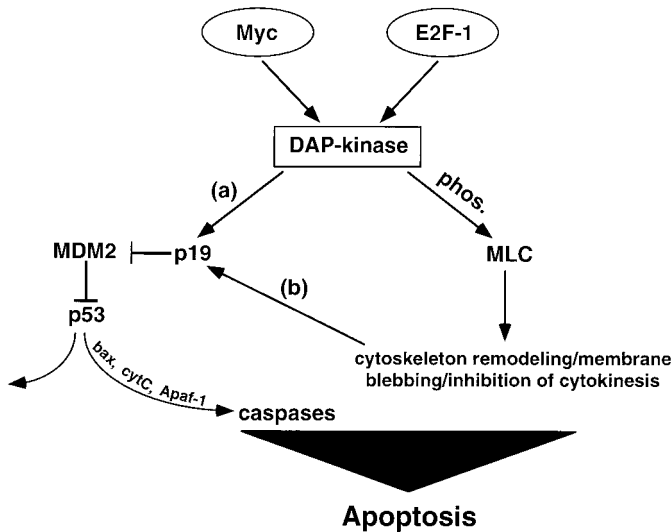 Myc
E2F-1
DAP-kinase
(a)
phos.
MDM2
p19
MLC
(b)
p53
cytoskeleton remodeling/membrane
blebbing/inhibition of cytokinesis
bax, cytC, Apaf-1
caspases
Apoptosis